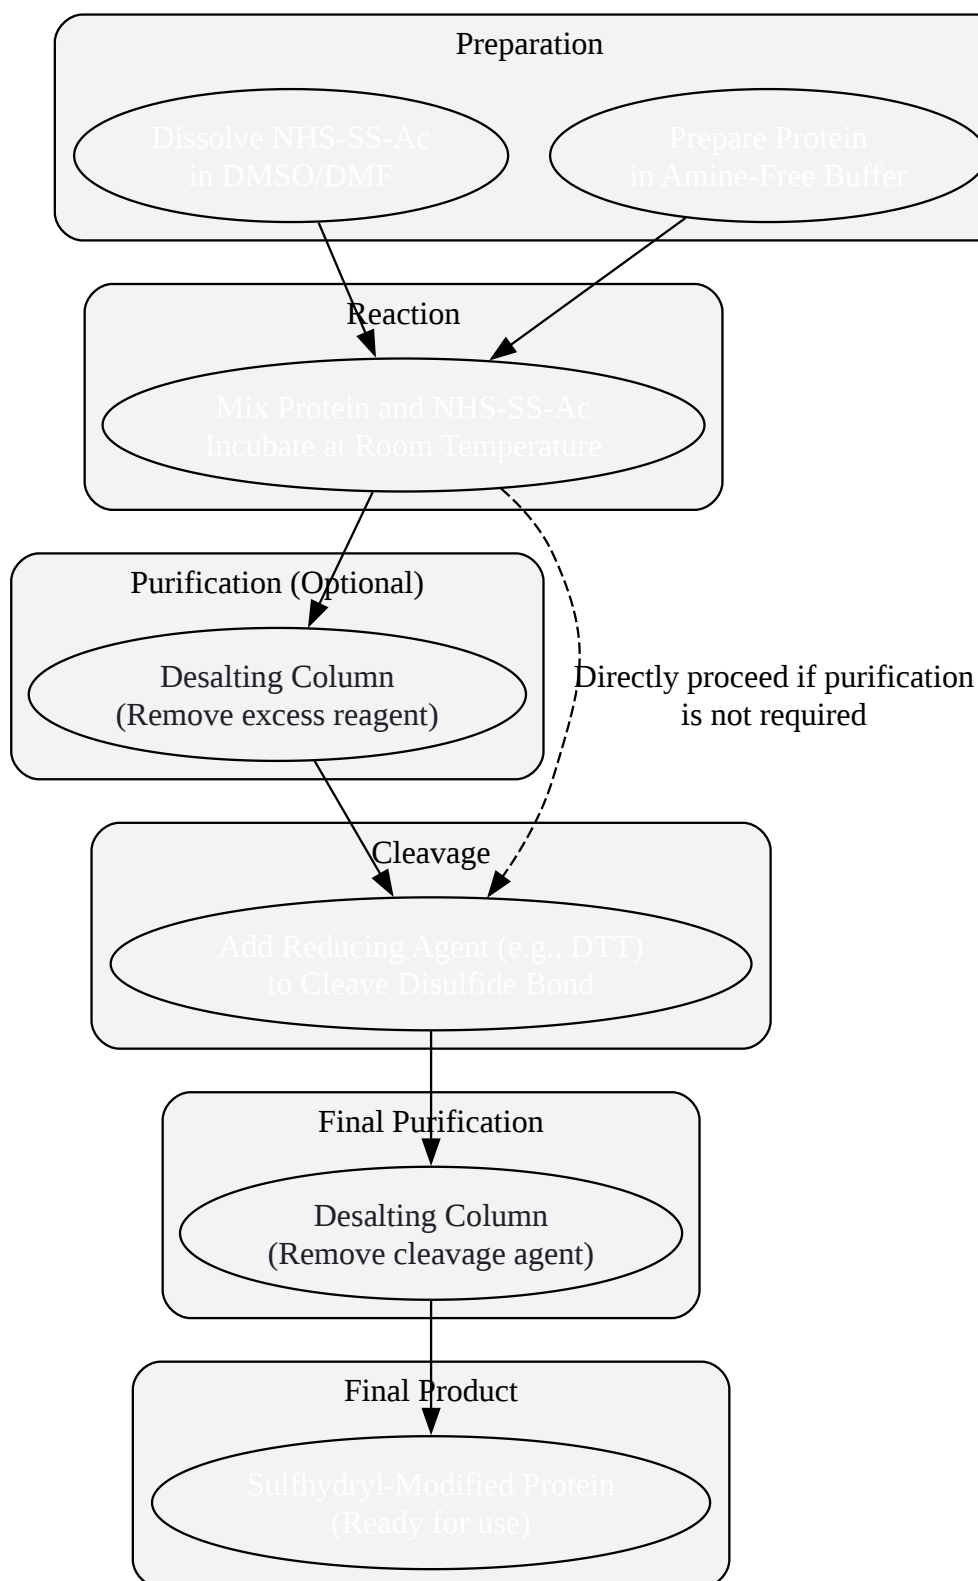 Preparation
Dissolve NHS-SS-Ac
in DMSO/DMF
Prepare Protein
in Amine-Free Buffer
Reaction
Mix Protein and NHS-SS-Ac
Incubate at Room Temperature
Purification (Optional)
Desalting Column
(Remove excess reagent)
Directly proceed if purification
is not required
Cleavage
Add Reducing Agent (e.g., DTT)
to Cleave Disulfide Bond
Final Purification
Desalting Column
(Remove cleavage agent)
Final Product
Sulfhydryl-Modified Protein
(Ready for use)